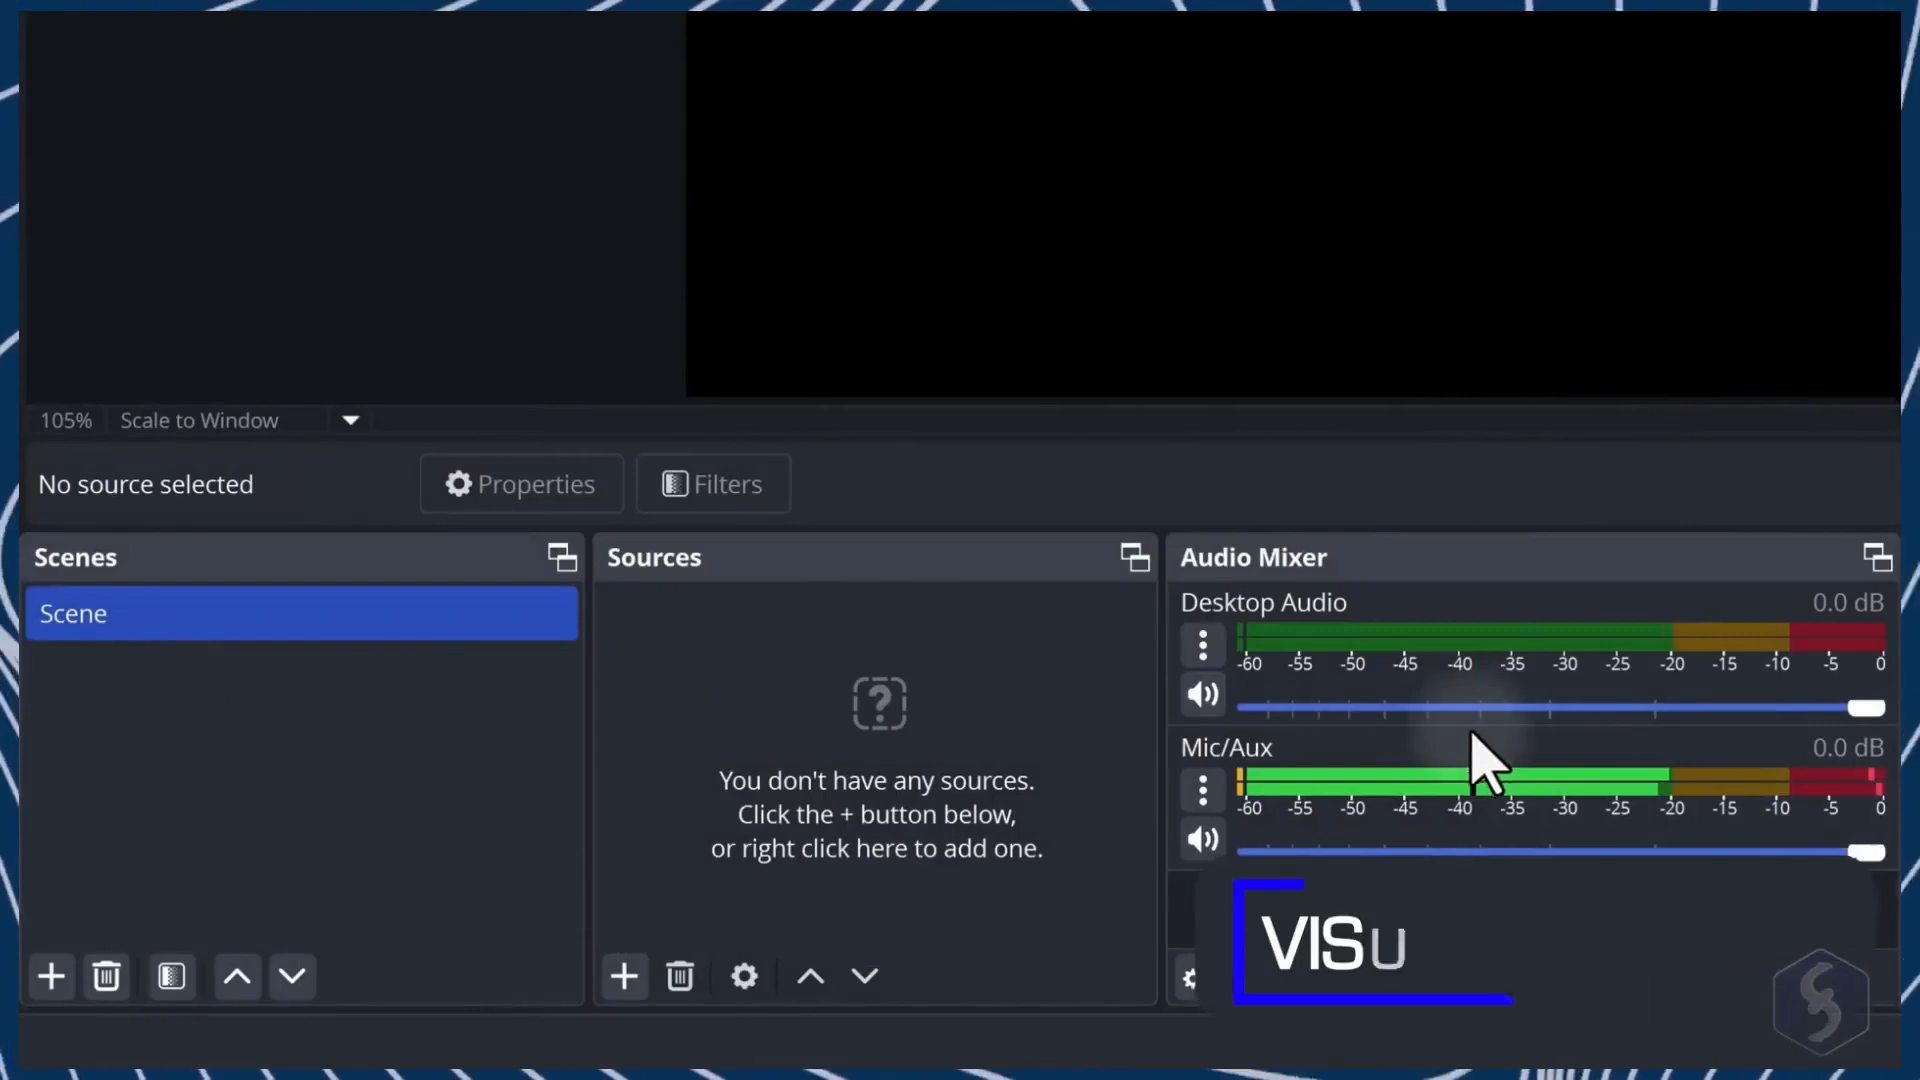 105% Scale to Window
No source selected Properties Filters
Scenes
Scene
Sources
You don't have any sources.
Click the + button below,
or right click here to add one.
Audio Mixer
Desktop Audio 0.0 dB
-60 -55 -50 -45 -40 -35 -30 -25 -20 -15 -10 -5 0
Mic/Aux 0.0 dB
-60 -55 -50 -45 -40 -35 -30 -25 -20 -15 -10 -5 0
VISU